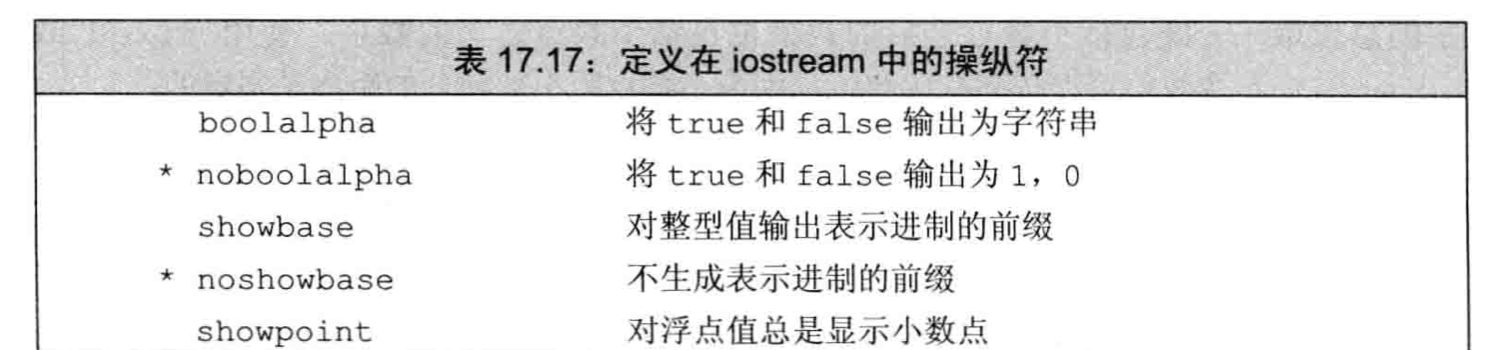 表 17.17：定义在 iostream 中的操纵符
boolalpha 将 true 和 false 输出为字符串
* noboolalpha 将 true 和 false 输出为 1，0
showbase 对整型值输出表示进制的前缀
* noshowbase 不生成表示进制的前缀
showpoint 对浮点值总是显示小数点